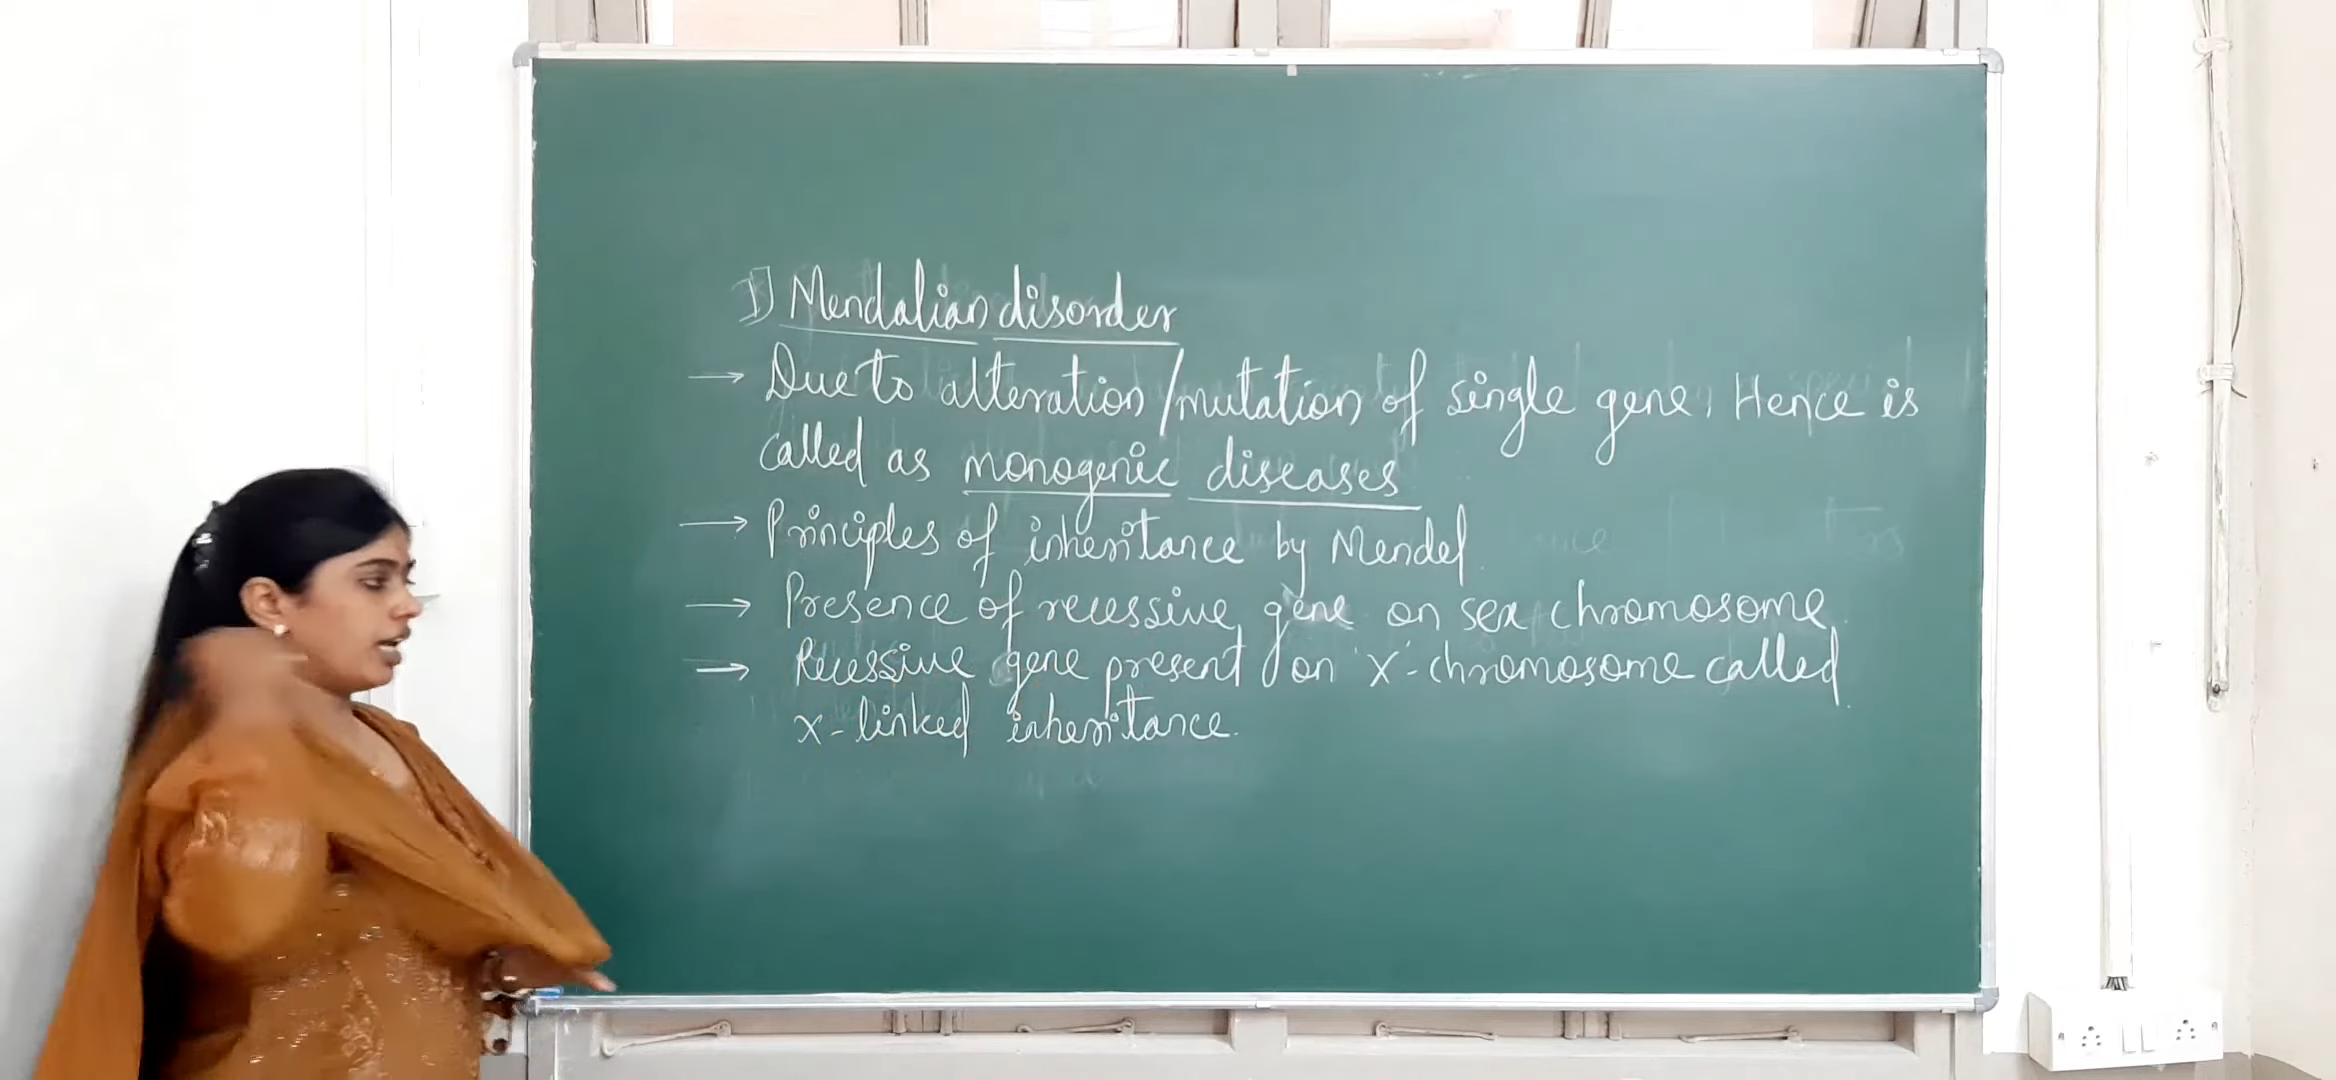 I] Mendalian disorder
→ Due to alteration/mutation of single gene, Hence is
called as monogenic diseases
→ Principles of inheritance by Mendel.
→ Presence of recessive gene on sex chromosome.
→ Recessive gene present on 'X'-chromosome called
x-linked inheritance.